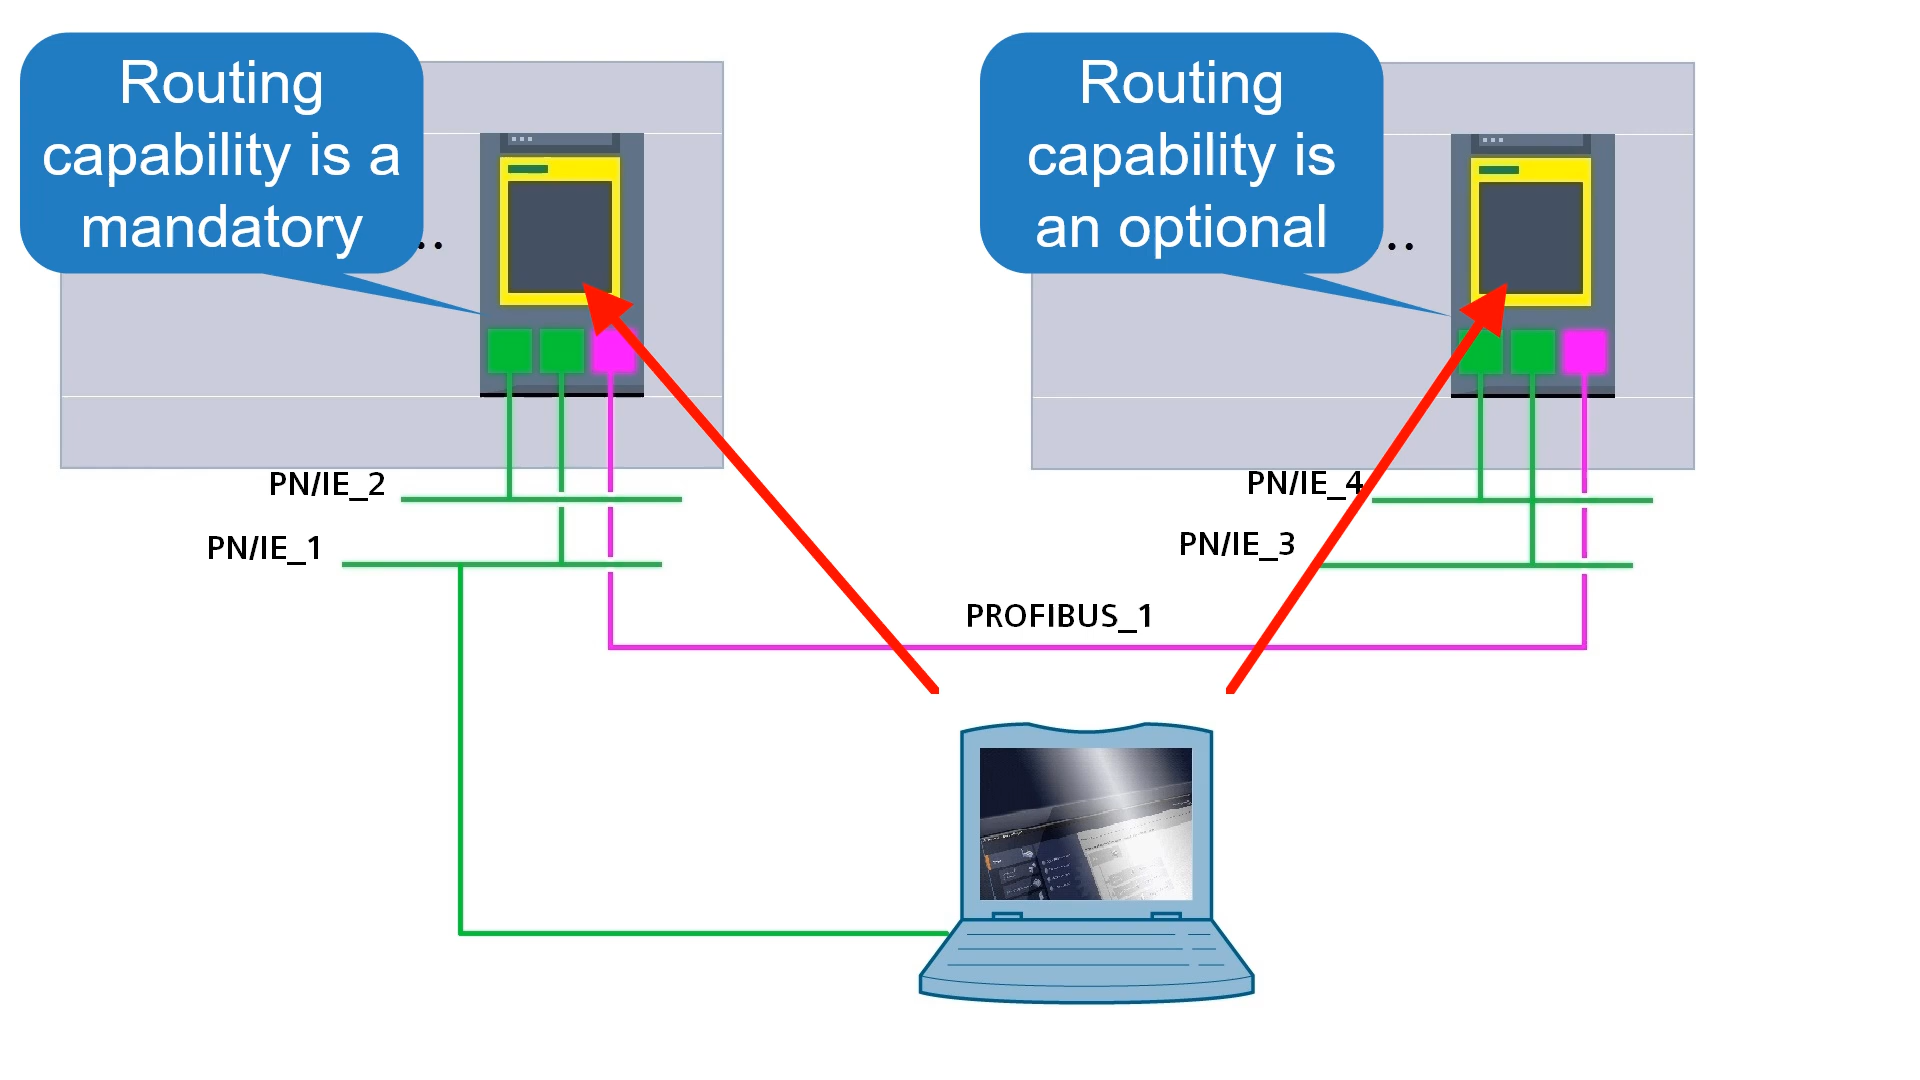 Routing
capability is a
mandatory
Routing
capability is
an optional
..
..
PN/IE_2
PN/IE_1
PN/IE_4
PN/IE_3
PROFIBUS_1